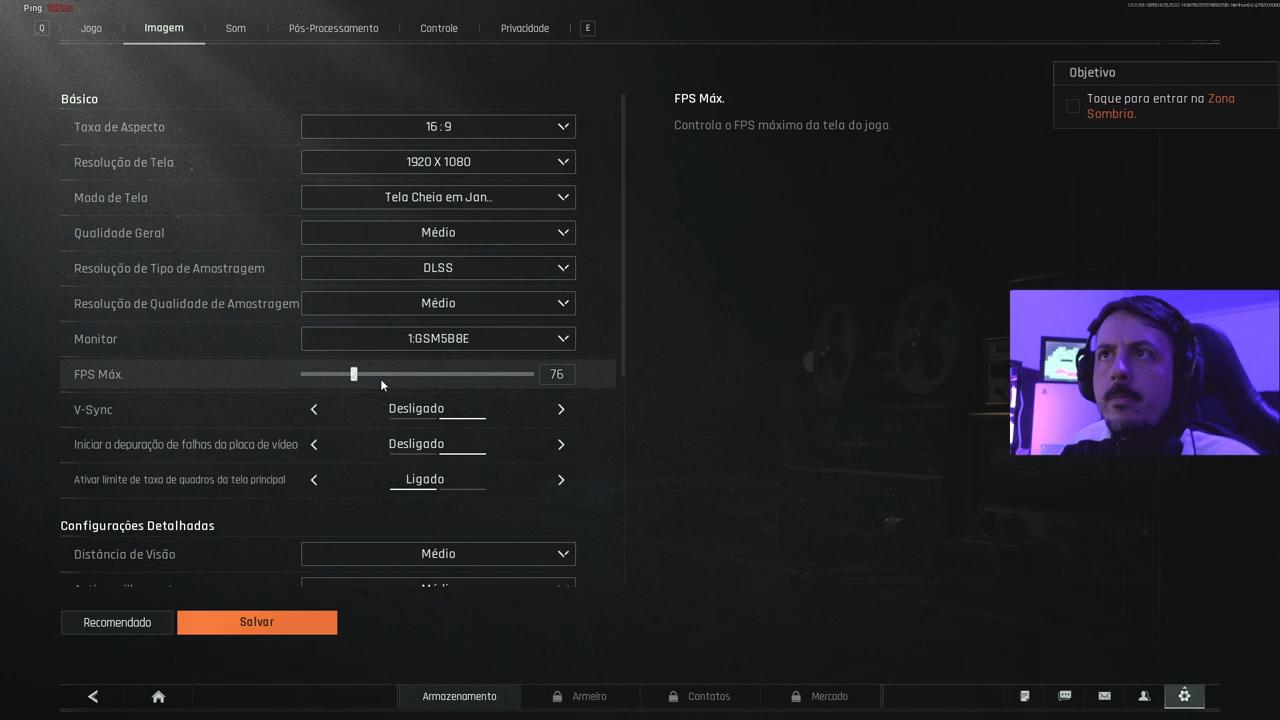 Ping
Q
Jogo
Imagem
Som
Pós-Processamento
Controle
Privacidade
E
Objetivo
Toque para entrar na Zona
Sombria.
Básico
Taxa de Aspecto
16 : 9
Resolução de Tela
1920 X 1080
Modo de Tela
Tela Cheia em Jan...
Qualidade Geral
Médio
Resolução de Tipo de Amostragem
DLSS
Resolução de Qualidade de Amostragem
Médio
Monitor
1:GSM5B8E
FPS Máx.
76
V-Sync
Desligado
Iniciar a depuração de falhas da placa de vídeo
Desligado
Ativar limite de taxa de quadros da tela principal
Ligado
Configurações Detalhadas
Distância de Visão
Médio
FPS Máx.
Controla o FPS máximo da tela do jogo.
Recomendado
Salvar
Armazenamento
Armeiro
Contatos
Mercado